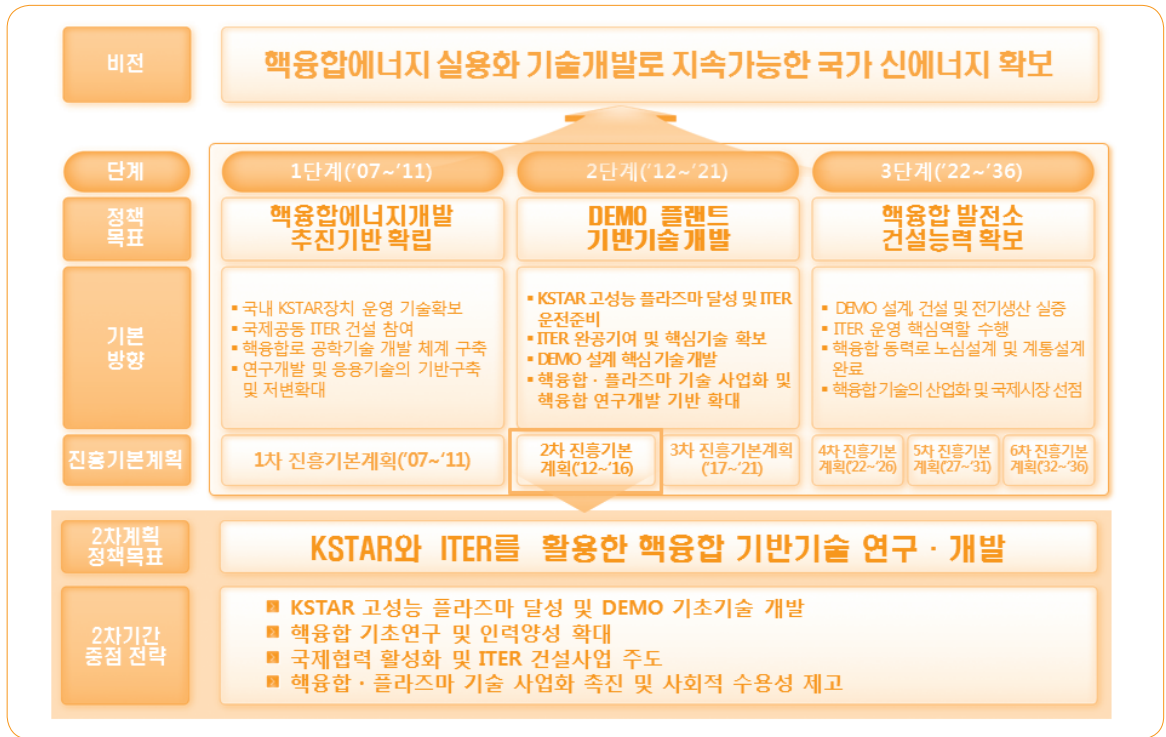 비전
핵융합에너지 실용화 기술개발로 지속가능한 국가 신에너지 확보
단계
1단계('07~'11)
2단계('12~'21)
3단계('22~'36)
정책
목표
핵융합에너지개발
추진기반 확립
DEMO 플랜트
기반기술 개발
핵융합 발전소
건설능력 확보
기본
방향
▪ 국내 KSTAR장치 운영 기술확보
▪ 국제공동 ITER 건설 참여
▪ 핵융합로 공학기술 개발 체계 구축
▪ 연구개발 및 응용기술의 기반구축
및 저변확대
▪ KSTAR 고성능 플라즈마 달성 및 ITER
운전준비
▪ ITER 완공기여 및 핵심기술 확보
▪ DEMO 설계 핵심 기술 개발
▪ 핵융합 · 플라즈마 기술 사업화 및
핵융합 연구개발 기반 확대
▪ DEMO 설계, 건설 및 전기생산 실증
▪ ITER 운영 핵심역할 수행
▪ 핵융합 동력로 노심설계 및 계통설계
완료
▪ 핵융합 기술의 산업화 및 국제시장 선점
진흥기본계획
1차 진흥기본계획('07~'11)
2차 진흥기본
계획('12~'16)
3차 진흥기본계획
('17~'21)
4차 진흥기본
계획('22~'26)
5차 진흥기본
계획('27~'31)
6차 진흥기본
계획('32~'36)
2차계획
정책목표
KSTAR와 ITER를 활용한 핵융합 기반기술 연구 · 개발
2차기간
중점 전략
KSTAR 고성능 플라즈마 달성 및 DEMO 기초기술 개발
핵융합 기초연구 및 인력양성 확대
국제협력 활성화 및 ITER 건설사업 주도
핵융합 · 플라즈마 기술 사업화 촉진 및 사회적 수용성 제고